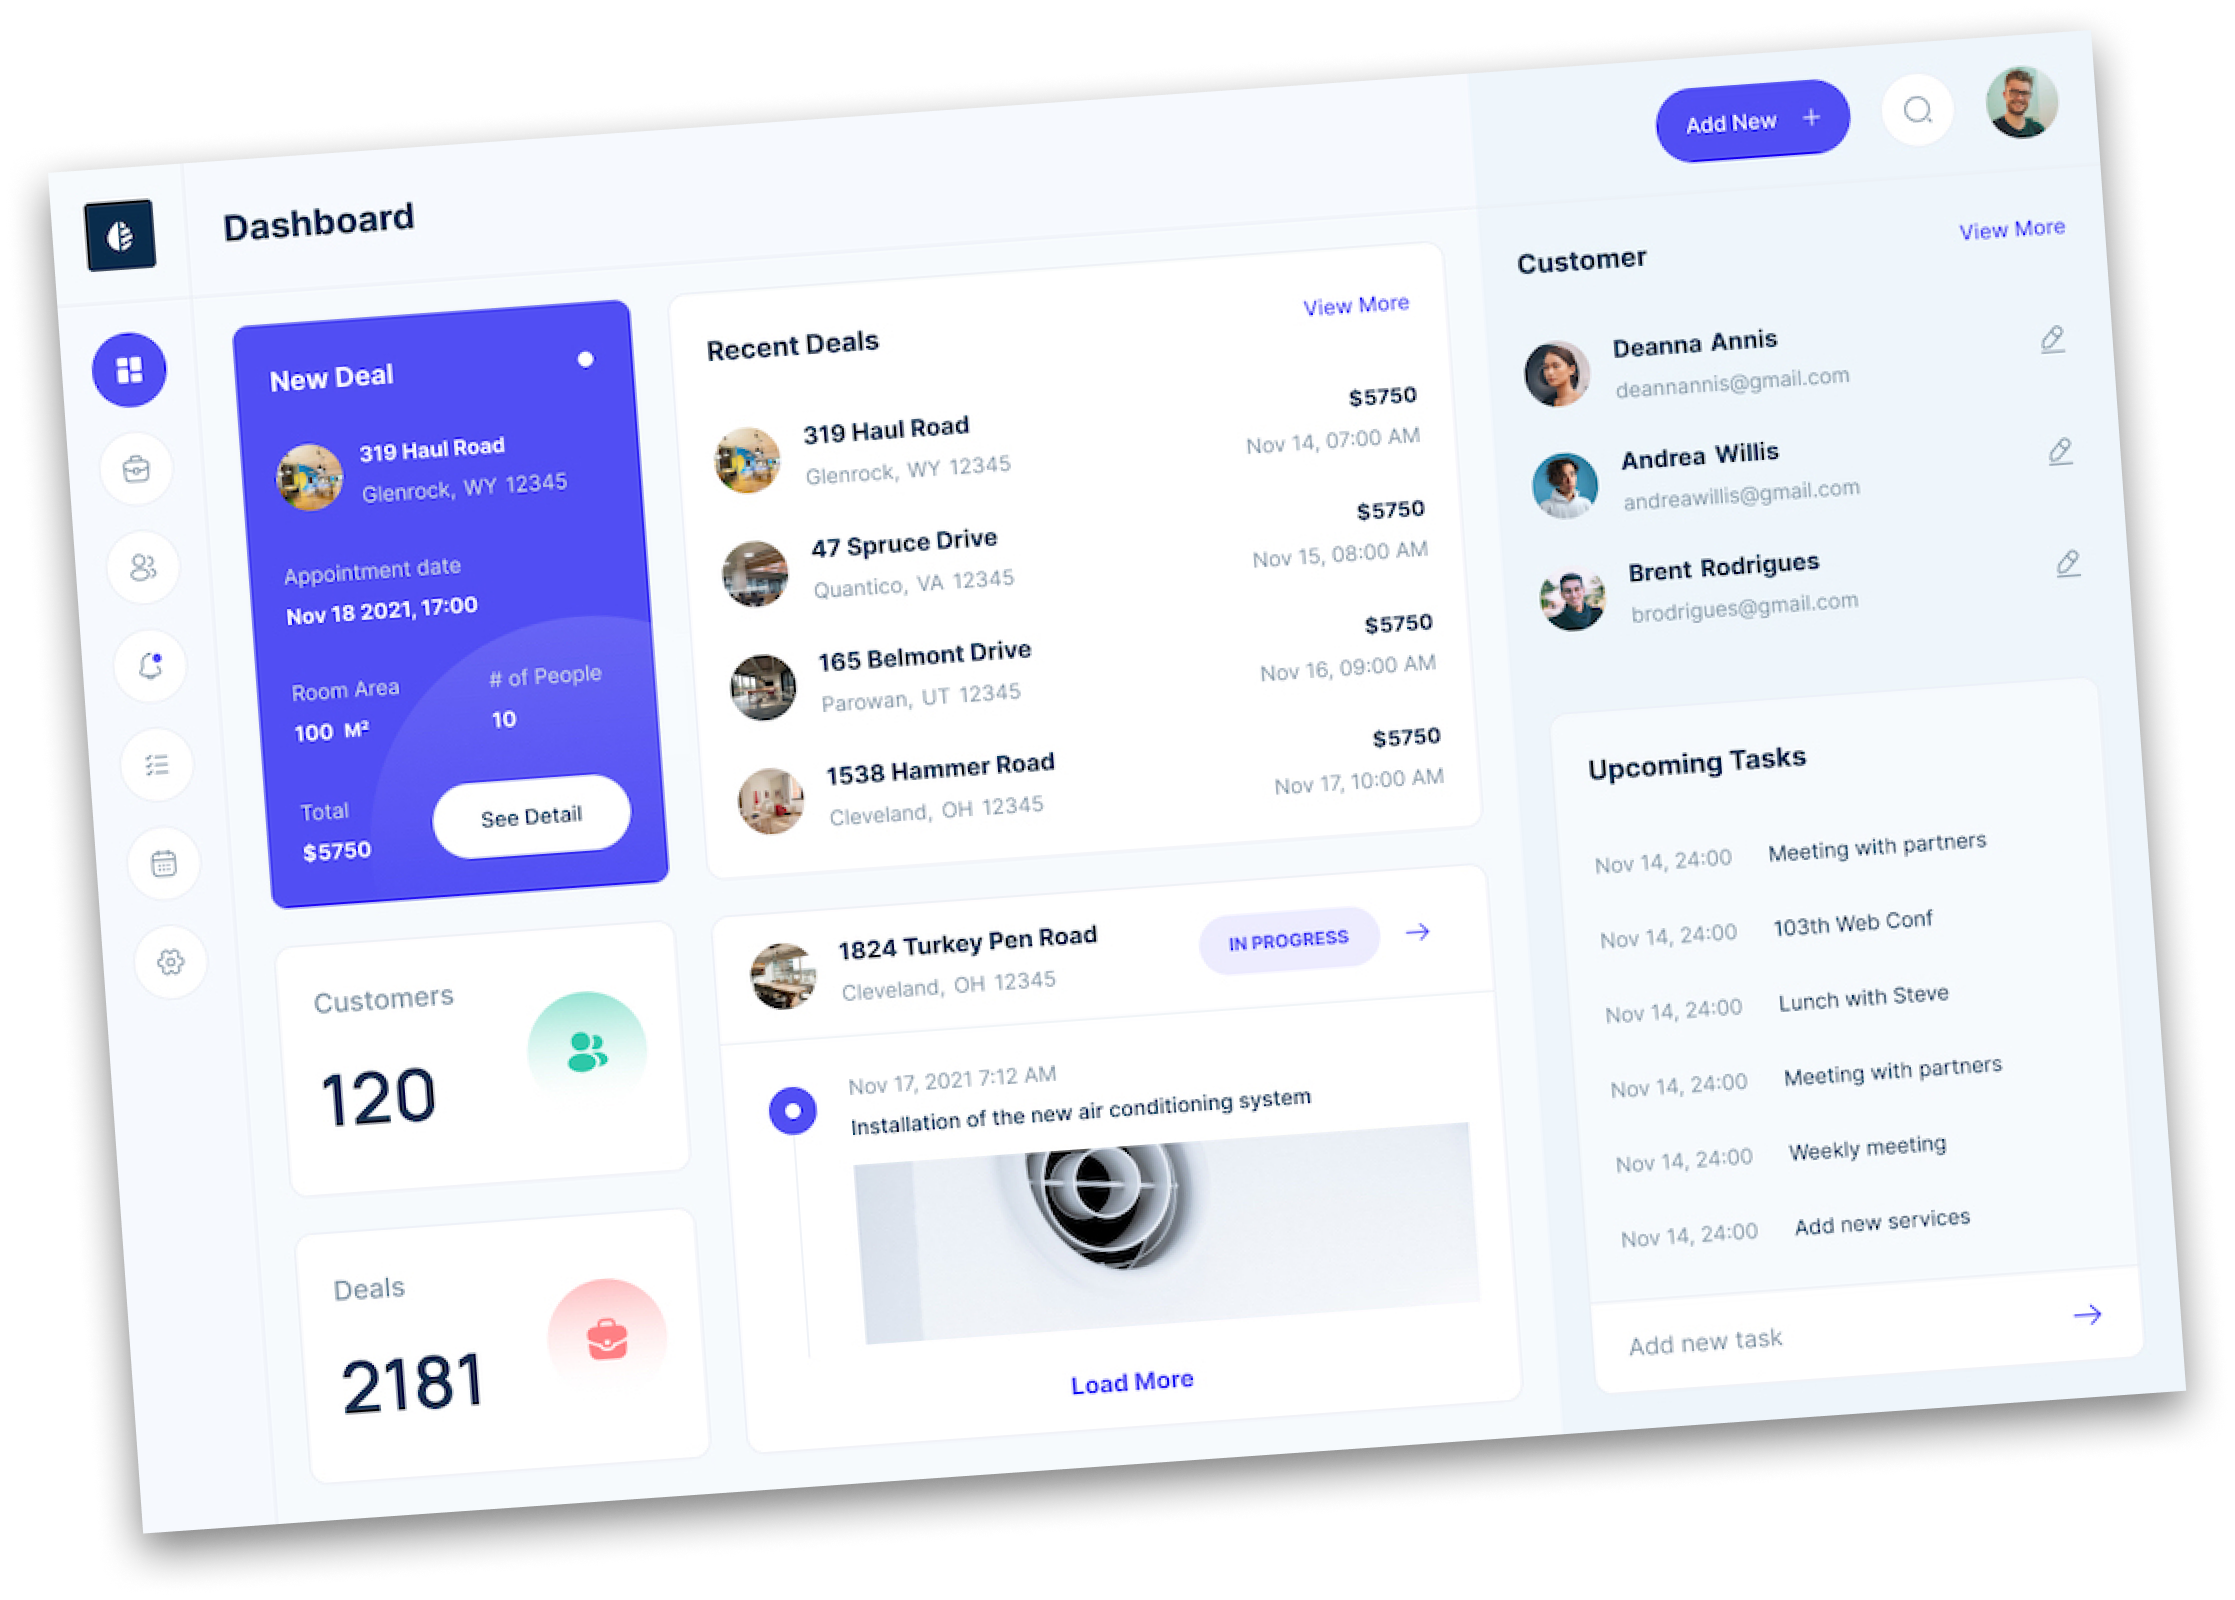 Dashboard
Add New +
New Deal
319 Haul Road
Glenrock, WY 12345
Appointment date
Nov 18 2021, 17:00
Room Area
100 M²
# of People
10
Total
$5750
See Detail
Customers
120
Deals
2181
Recent Deals
View More
319 Haul Road
Glenrock, WY 12345
$5750
Nov 14, 07:00 AM
47 Spruce Drive
Quantico, VA 12345
$5750
Nov 15, 08:00 AM
165 Belmont Drive
Parowan, UT 12345
$5750
Nov 16, 09:00 AM
1538 Hammer Road
Cleveland, OH 12345
$5750
Nov 17, 10:00 AM
1824 Turkey Pen Road
Cleveland, OH 12345
IN PROGRESS
Nov 17, 2021 7:12 AM
Installation of the new air conditioning system
Load More
Customer
View More
Deanna Annis
deannannis@gmail.com
Andrea Willis
andreawillis@gmail.com
Brent Rodrigues
brodrigues@gmail.com
Upcoming Tasks
Nov 14, 24:00 Meeting with partners
Nov 14, 24:00 103th Web Conf
Nov 14, 24:00 Lunch with Steve
Nov 14, 24:00 Meeting with partners
Nov 14, 24:00 Weekly meeting
Nov 14, 24:00 Add new services
Add new task